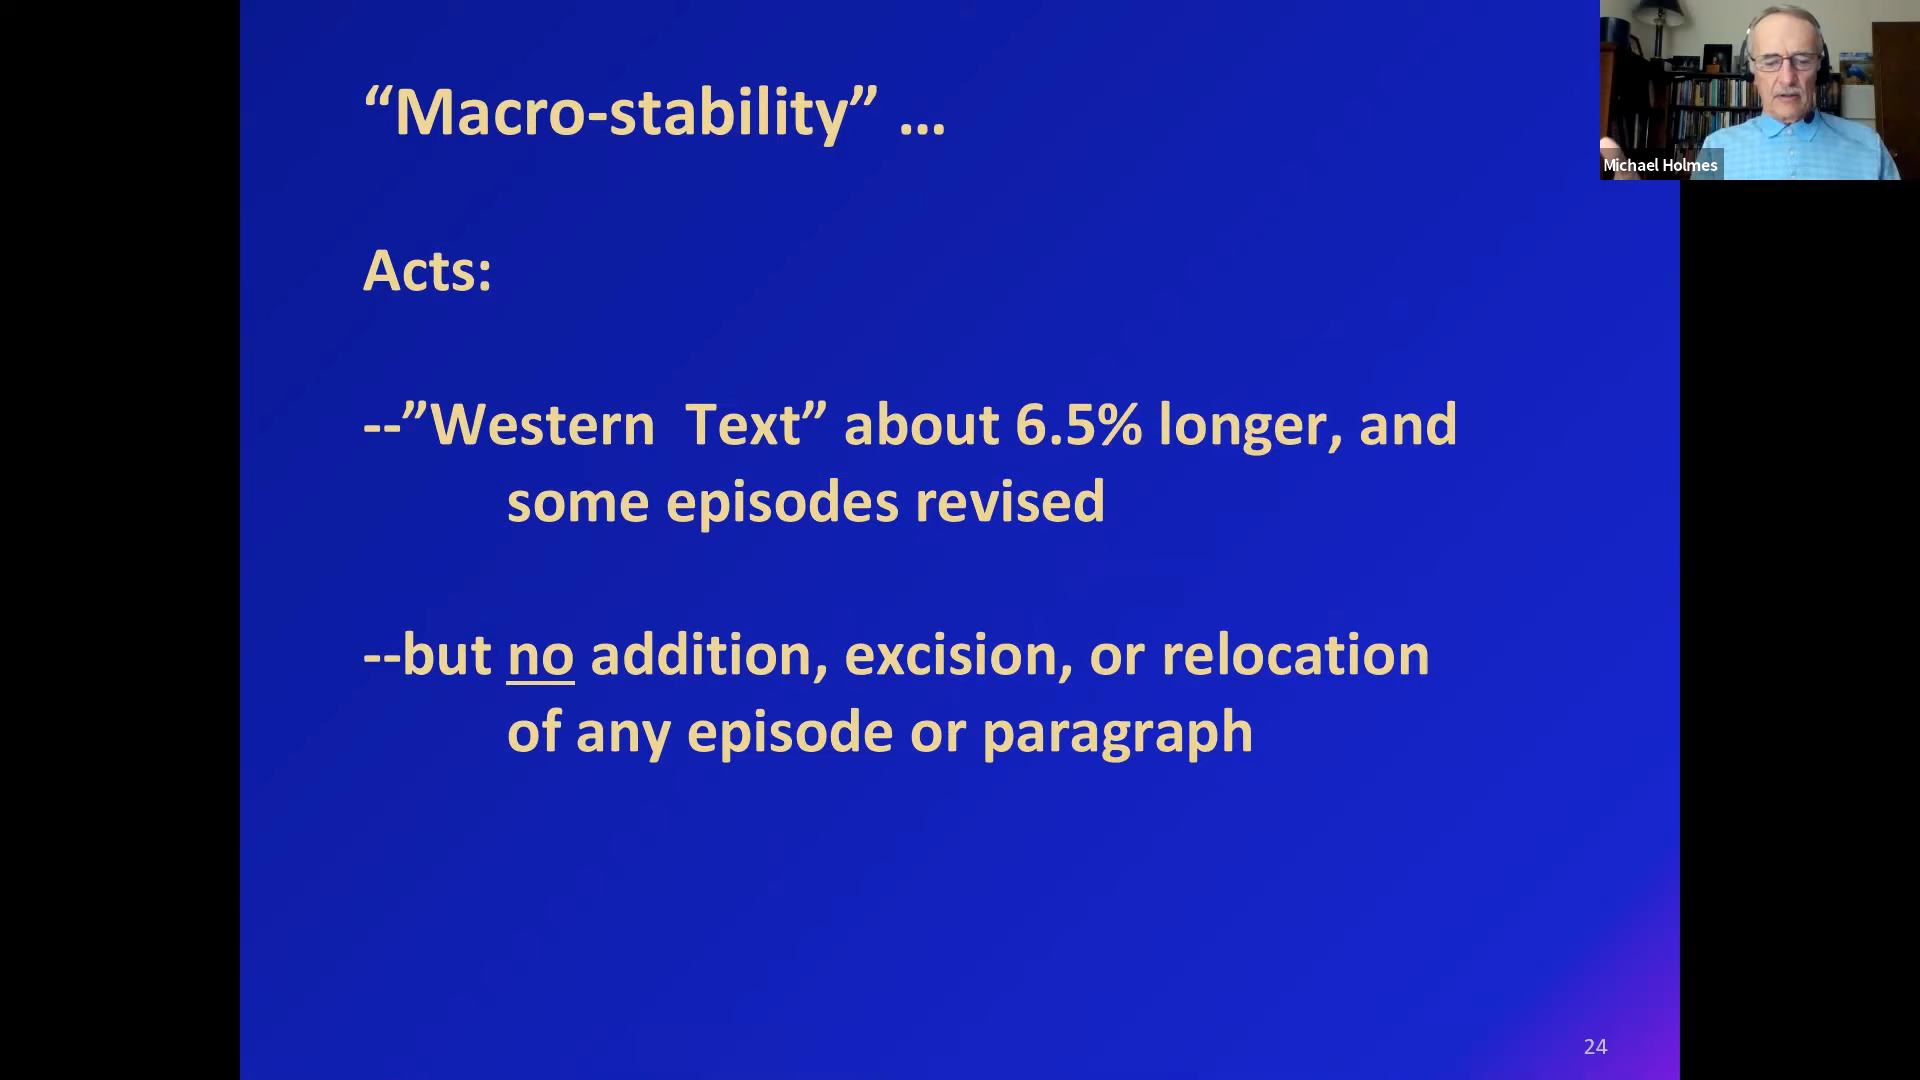 “Macro-stability” ...
Michael Holmes
Acts:
--”Western  Text” about 6.5% longer, and
some episodes revised
--but no addition, excision, or relocation
of any episode or paragraph
24